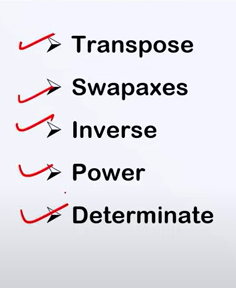 Transpose
Swapaxes
Inverse
Power
Determinate